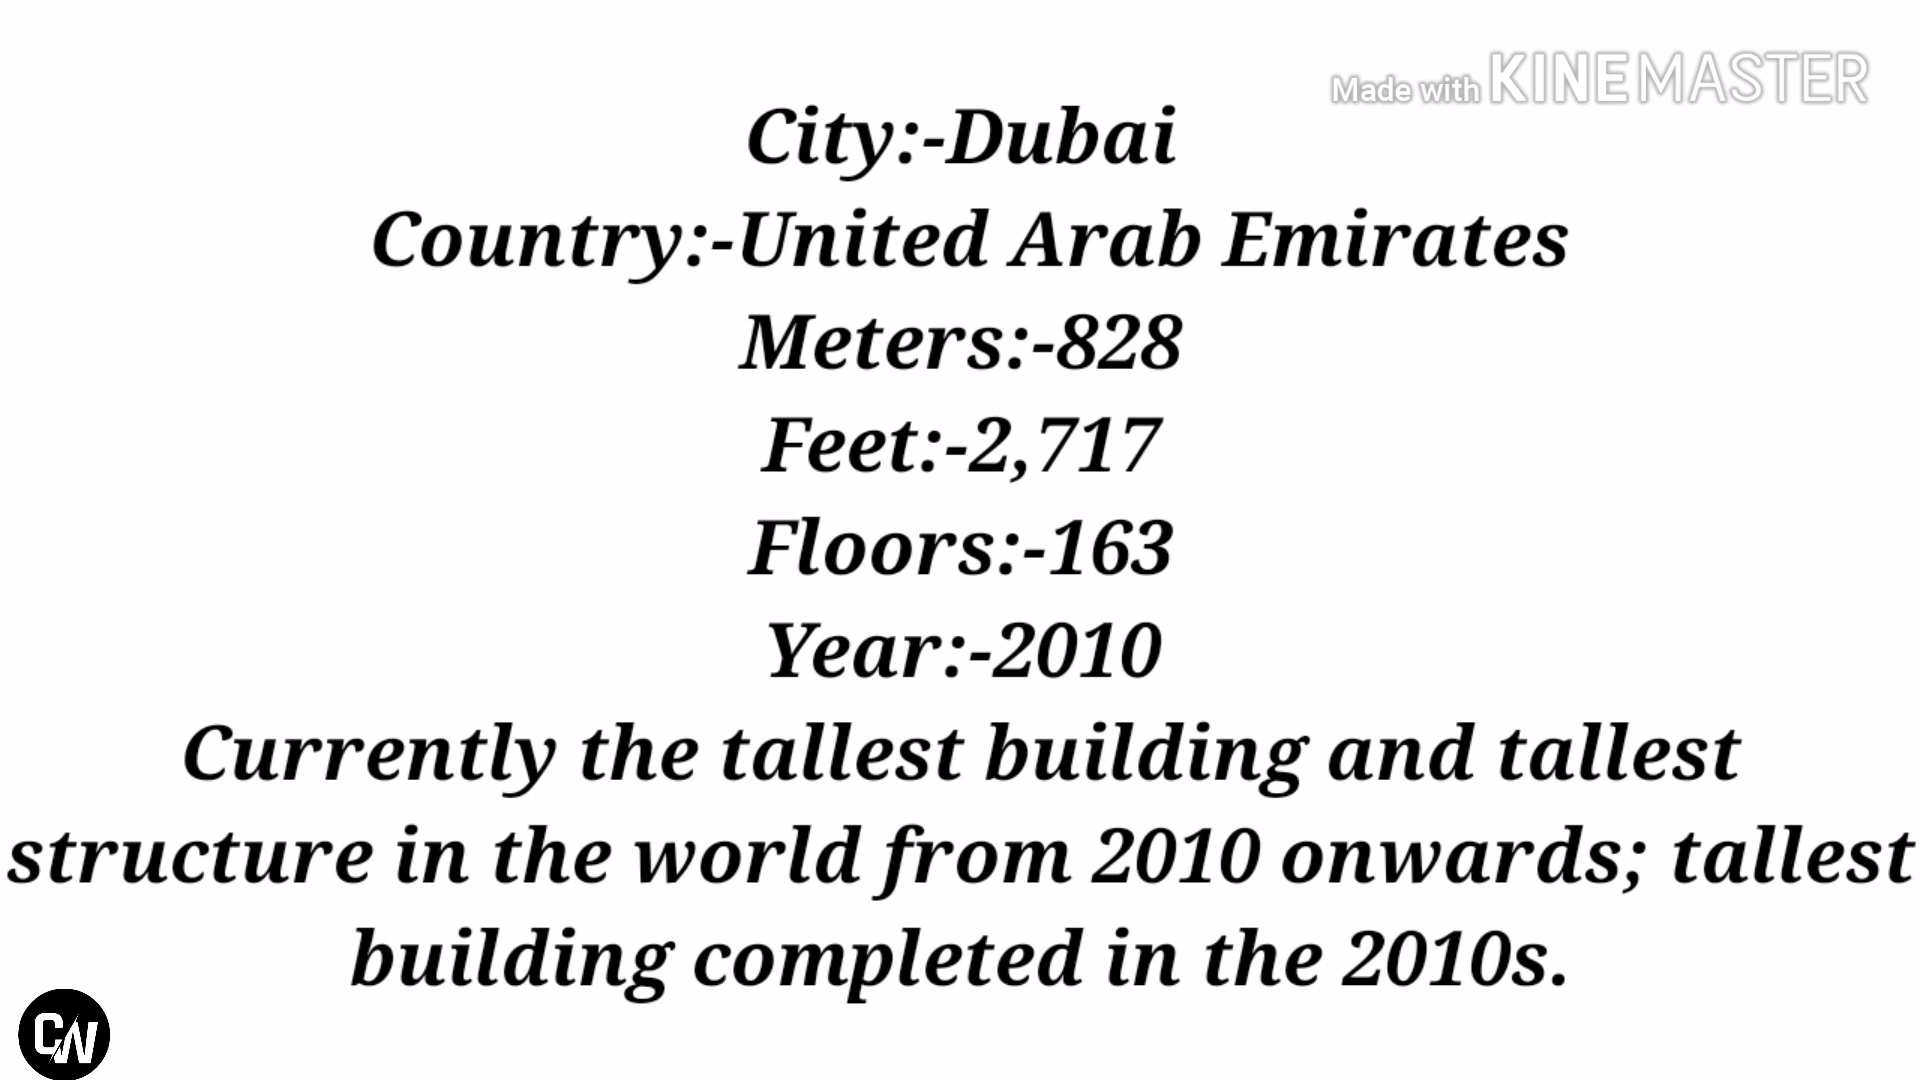 Made with KINEMASTER
City:-Dubai
Country:-United Arab Emirates
Meters:-828
Feet:-2,717
Floors:-163
Year:-2010
Currently the tallest building and tallest
structure in the world from 2010 onwards; tallest
building completed in the 2010s.
CW